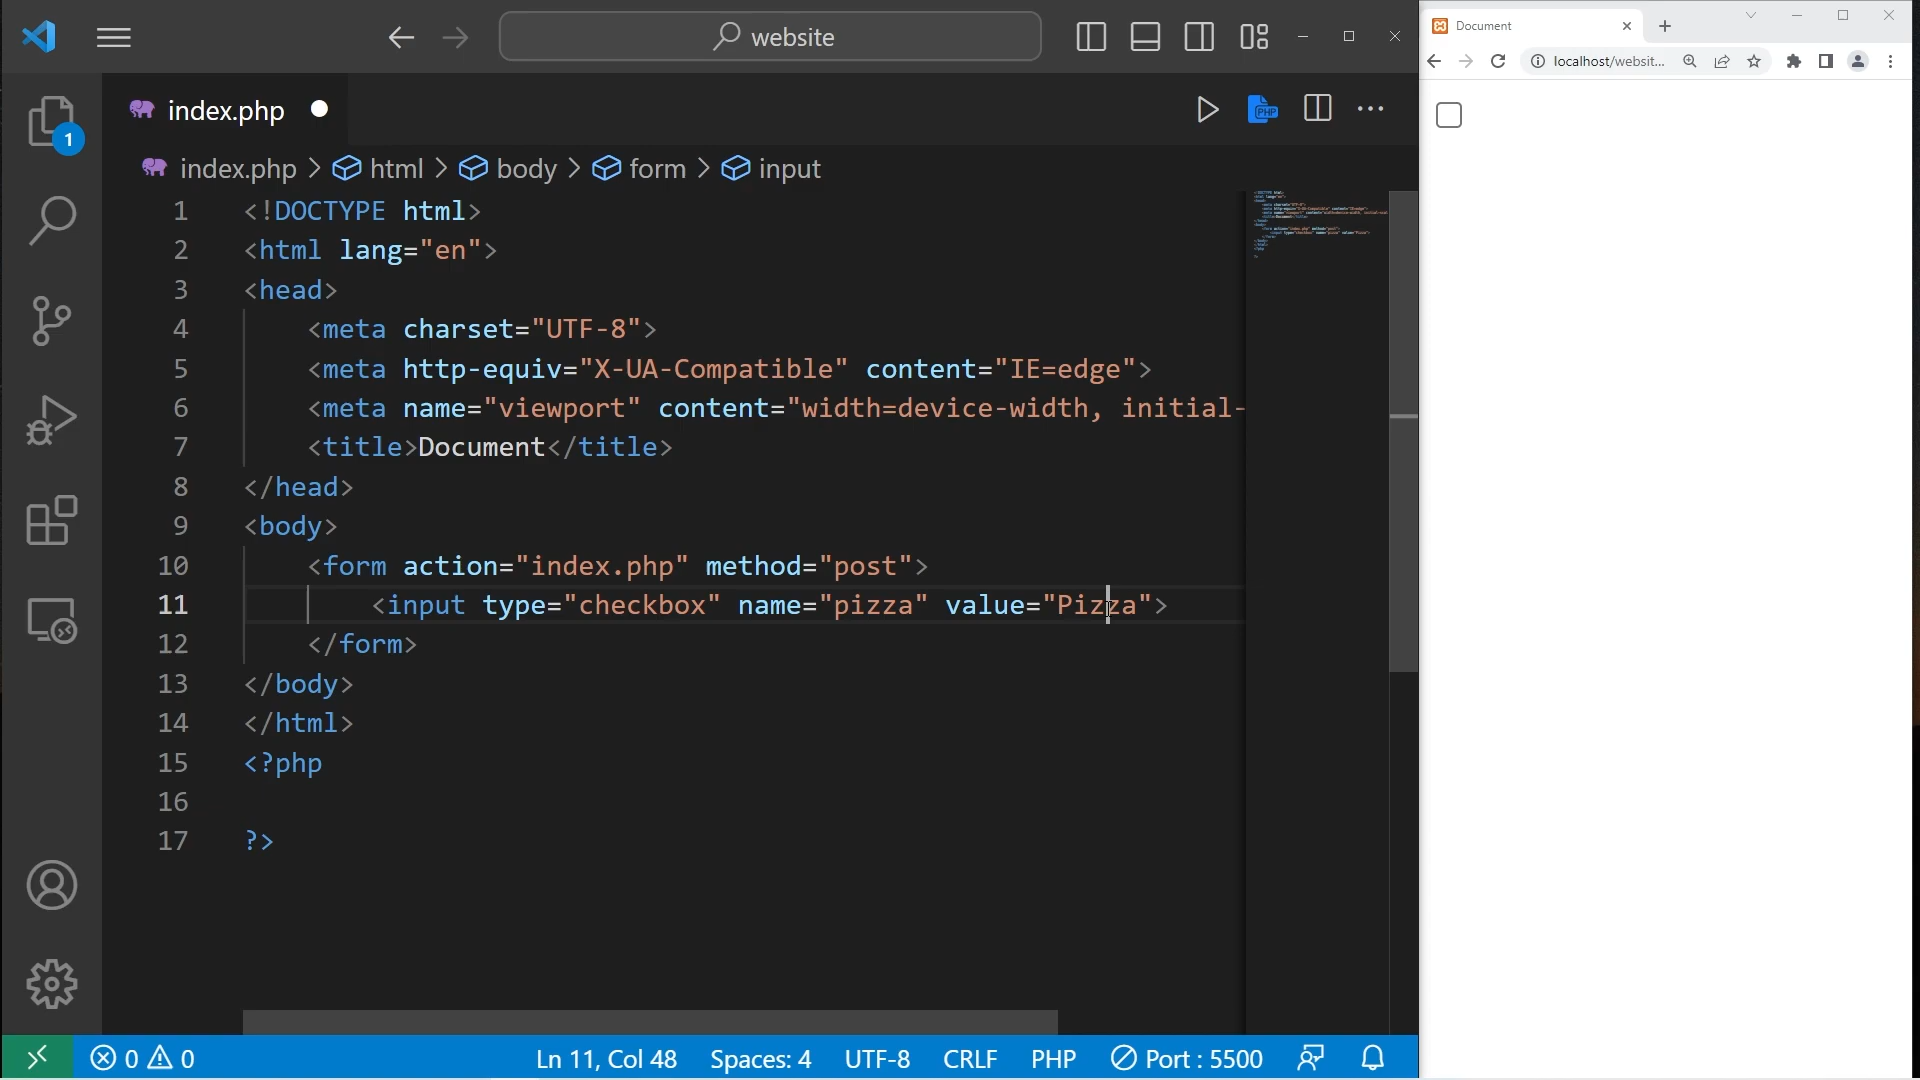 website
Document
localhost/websit...
1
index.php
PHP
index.php > html > body > form > input
1 <!DOCTYPE html>
2 <html lang="en">
3 <head>
4 <meta charset="UTF-8">
5 <meta http-equiv="X-UA-Compatible" content="IE=edge">
6 <meta name="viewport" content="width=device-width, initial-
7 <title>Document</title>
8 </head>
9 <body>
10 <form action="index.php" method="post">
11 <input type="checkbox" name="pizza" value="Pizza">
12 </form>
13 </body>
14 </html>
15 <?php
16
17 ?>
0 0 Ln 11, Col 48 Spaces: 4 UTF-8 CRLF PHP Port : 5500